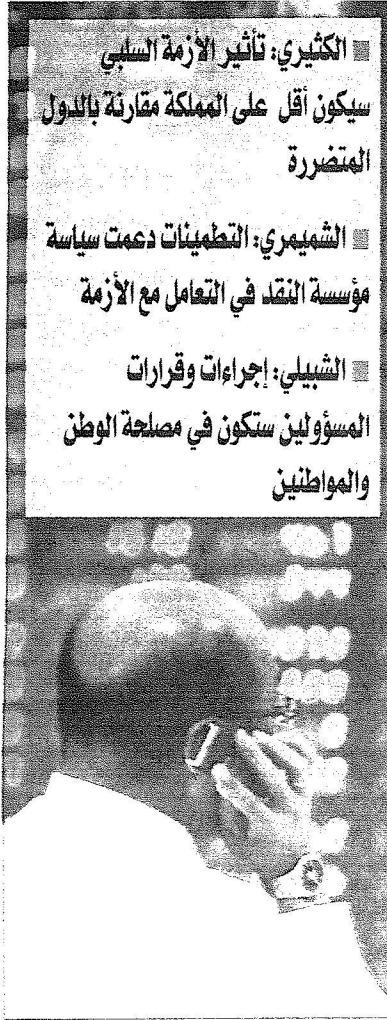 الكثيري: تأثير الأزمة السلبي
سيكون أقل على المملكة مقارنة بالدول
المتضررة
الشميمري: التطمينات دعمت سياسة
مؤسسة النقد في التعامل مع الأزمة
الشبيلي: إجراءات وقرارات
المسؤولين ستكون في مصلحة الوطن
والمواطنين